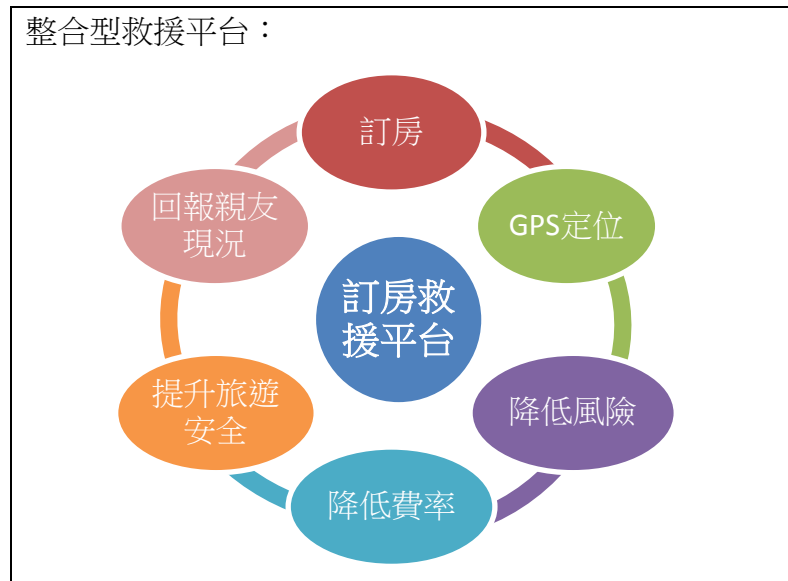 整合型救援平台：
訂房
GPS定位
降低風險
降低費率
提升旅遊
安全
回報親友
現況
訂房救
援平台